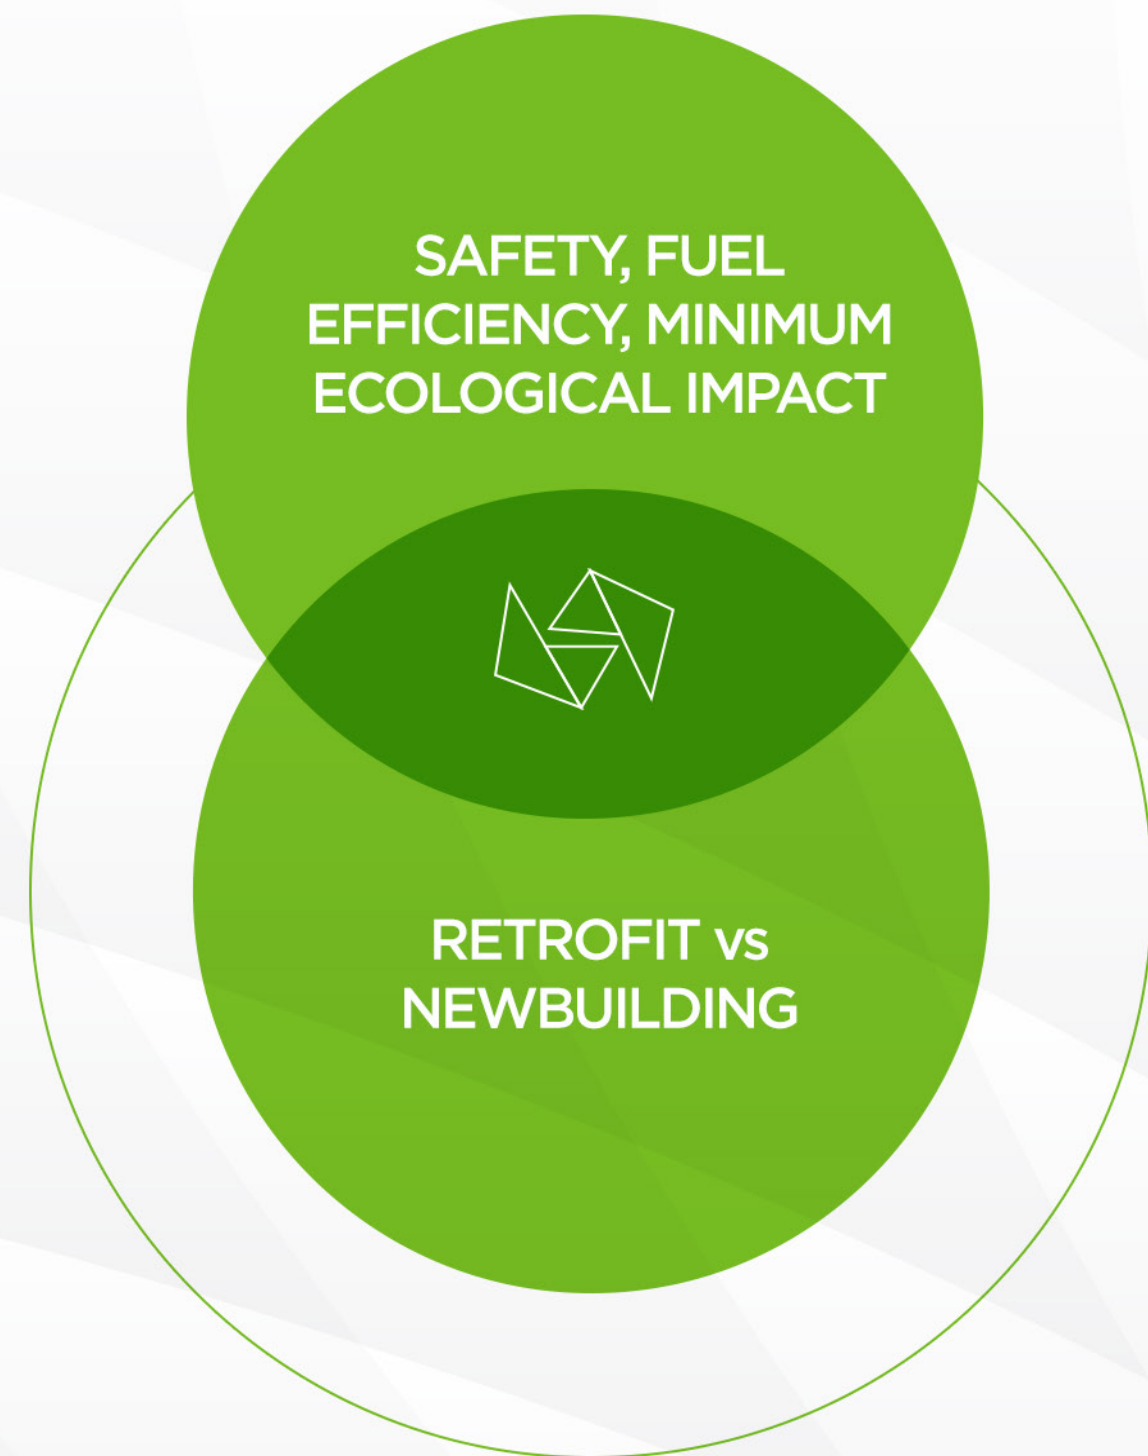 SAFETY, FUEL
EFFICIENCY, MINIMUM
ECOLOGICAL IMPACT
RETROFIT vs
NEWBUILDING